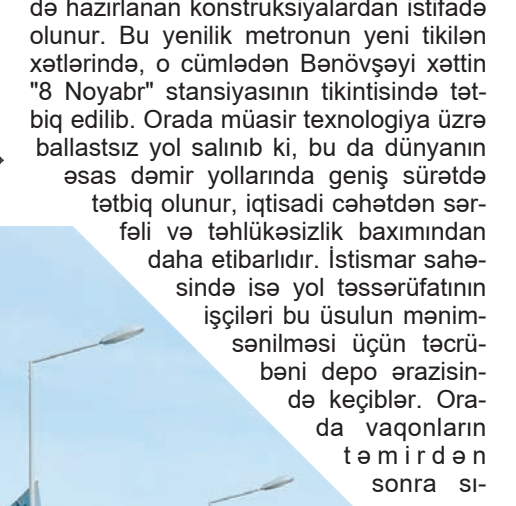 də hazırlanan konstruksiyalardan istifadə
olunur. Bu yenilik metronun yeni tikilən
xətlərində, o cümlədən Bənövşəyi xəttin
"8 Noyabr" stansiyasının tikintisində tət-
biq edilib. Orada müasir texnologiya üzrə
ballastsız yol salınıb ki, bu da dünyanın
əsas dəmir yollarında geniş sürətdə
tətbiq olunur, iqtisadi cəhətdən sər-
fəli və təhlükəsizlik baxımından
daha etibarlıdır. İstismar sahə-
sində isə yol təssərüfatının
işçiləri bu üsulun mənim-
sənilməsi üçün təcrü-
bəni depo ərazisin-
də keçiblər. Ora-
da vaqonların
təmirdən
sonra sı-